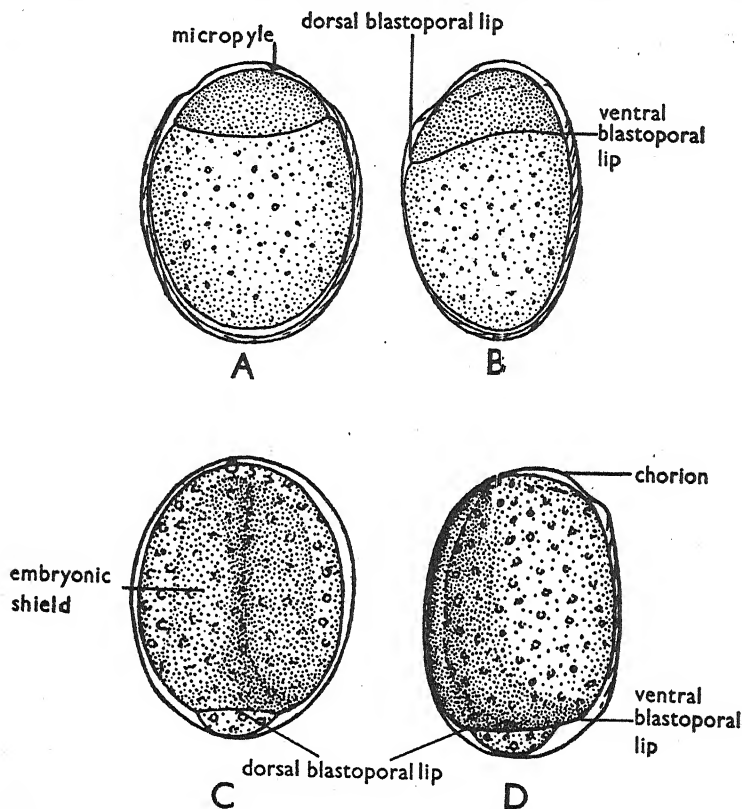 dorsal blastoporal lip
micropyle
ventral
blastoporal
lip
A
B
chorion
embryonic
shield
ventral
blastoporal
lip
dorsal blastoporal lip
C
D